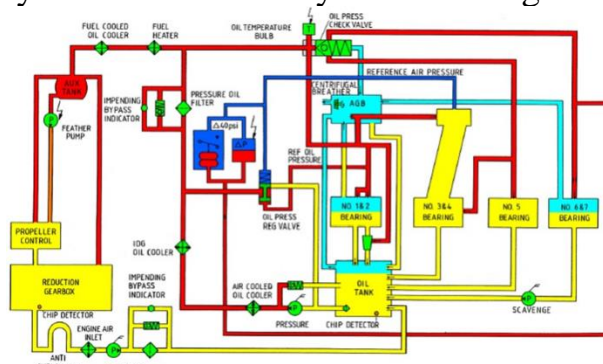 FUEL COOLED
OIL COOLER
FUEL
HEATER
OIL TEMPERATURE
BULB
OIL PRESS
CHECK VALVE
T
AUX
TANK
P
FEATHER
PUMP
IMPENDING
BYPASS
INDICATOR
PRESSURE OIL
FILTER
CENTRIFUGAL
BREATHER
AGB
REFERENCE AIR PRESSURE
△40psi
△P
REF OIL
PRESSURE
OIL PRESS
REG VALVE
NO. 1&2
BEARING
NO. 3&4
BEARING
NO. 5
BEARING
NO. 6&7
BEARING
PROPELLER
CONTROL
IDG
OIL COOLER
REDUCTION
GEARBOX
CHIP DETECTOR
IMPENDING
BYPASS
INDICATOR
AIR COOLED
OIL COOLER
OIL
TANK
P
PRESSURE
CHIP DETECTOR
P
SCAVENGE
ENGINE AIR
INLET
P
ANTI